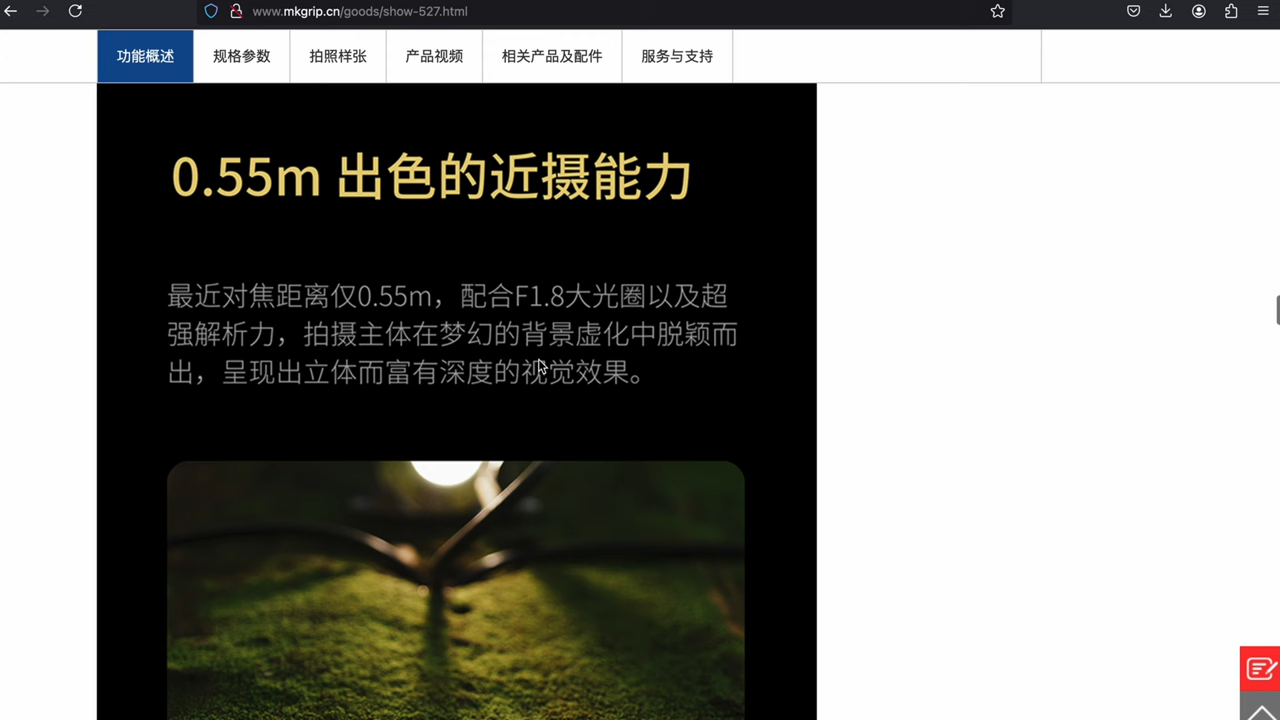 www.mkgrip.cn/goods/show-527.html
功能概述 规格参数 拍照样张 产品视频 相关产品及配件 服务与支持
0.55m 出色的近摄能力
最近对焦距离仅0.55m，配合F1.8大光圈以及超
强解析力，拍摄主体在梦幻的背景虚化中脱颖而
出，呈现出立体而富有深度的视觉效果。